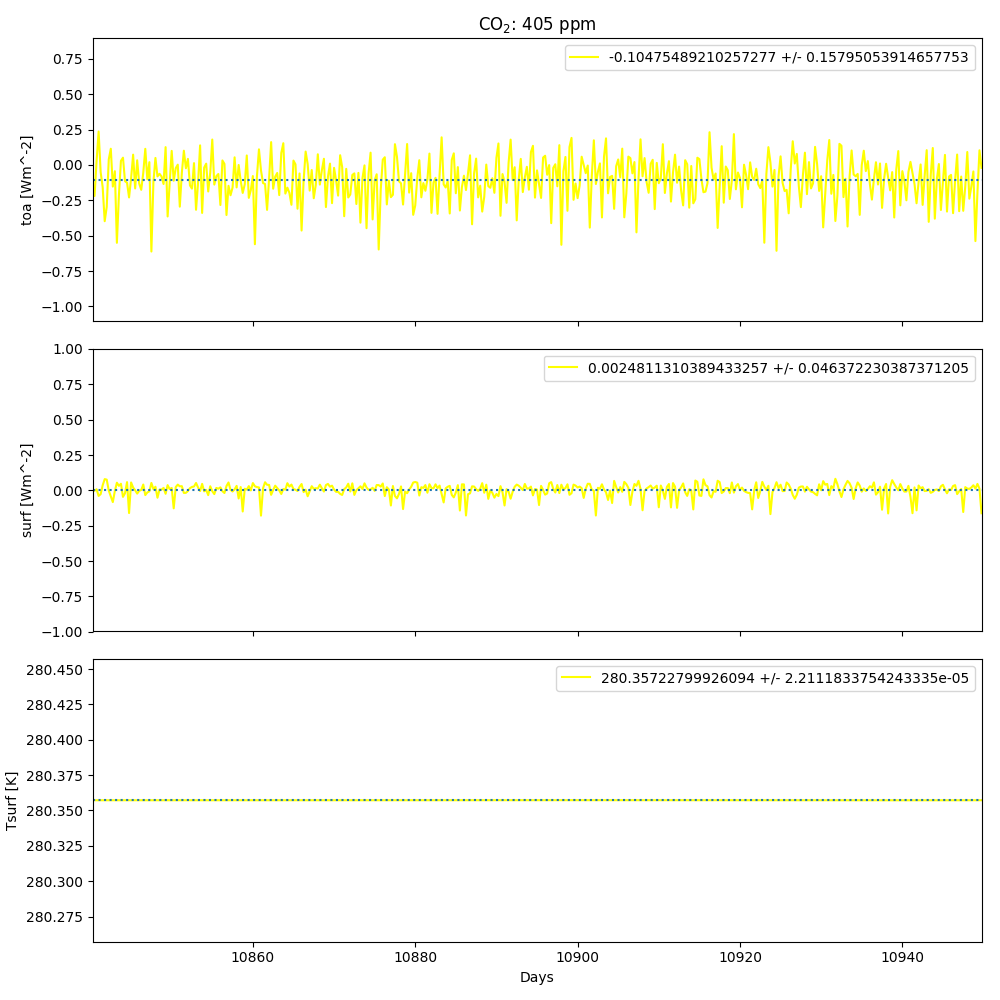 CO₂: 405 ppm
0.75
0.50
0.25
0.00
−0.25
−0.50
−0.75
−1.00
toa [Wm^-2]
-0.10475489210257277 +/- 0.15795053914657753
1.00
0.75
0.50
0.25
0.00
−0.25
−0.50
−0.75
−1.00
surf [Wm^-2]
0.0024811310389433257 +/- 0.046372230387371205
280.450
280.425
280.400
280.375
280.350
280.325
280.300
280.275
Tsurf [K]
280.35722799926094 +/- 2.2111833754243335e-05
10860 10880 10900 10920 10940
Days